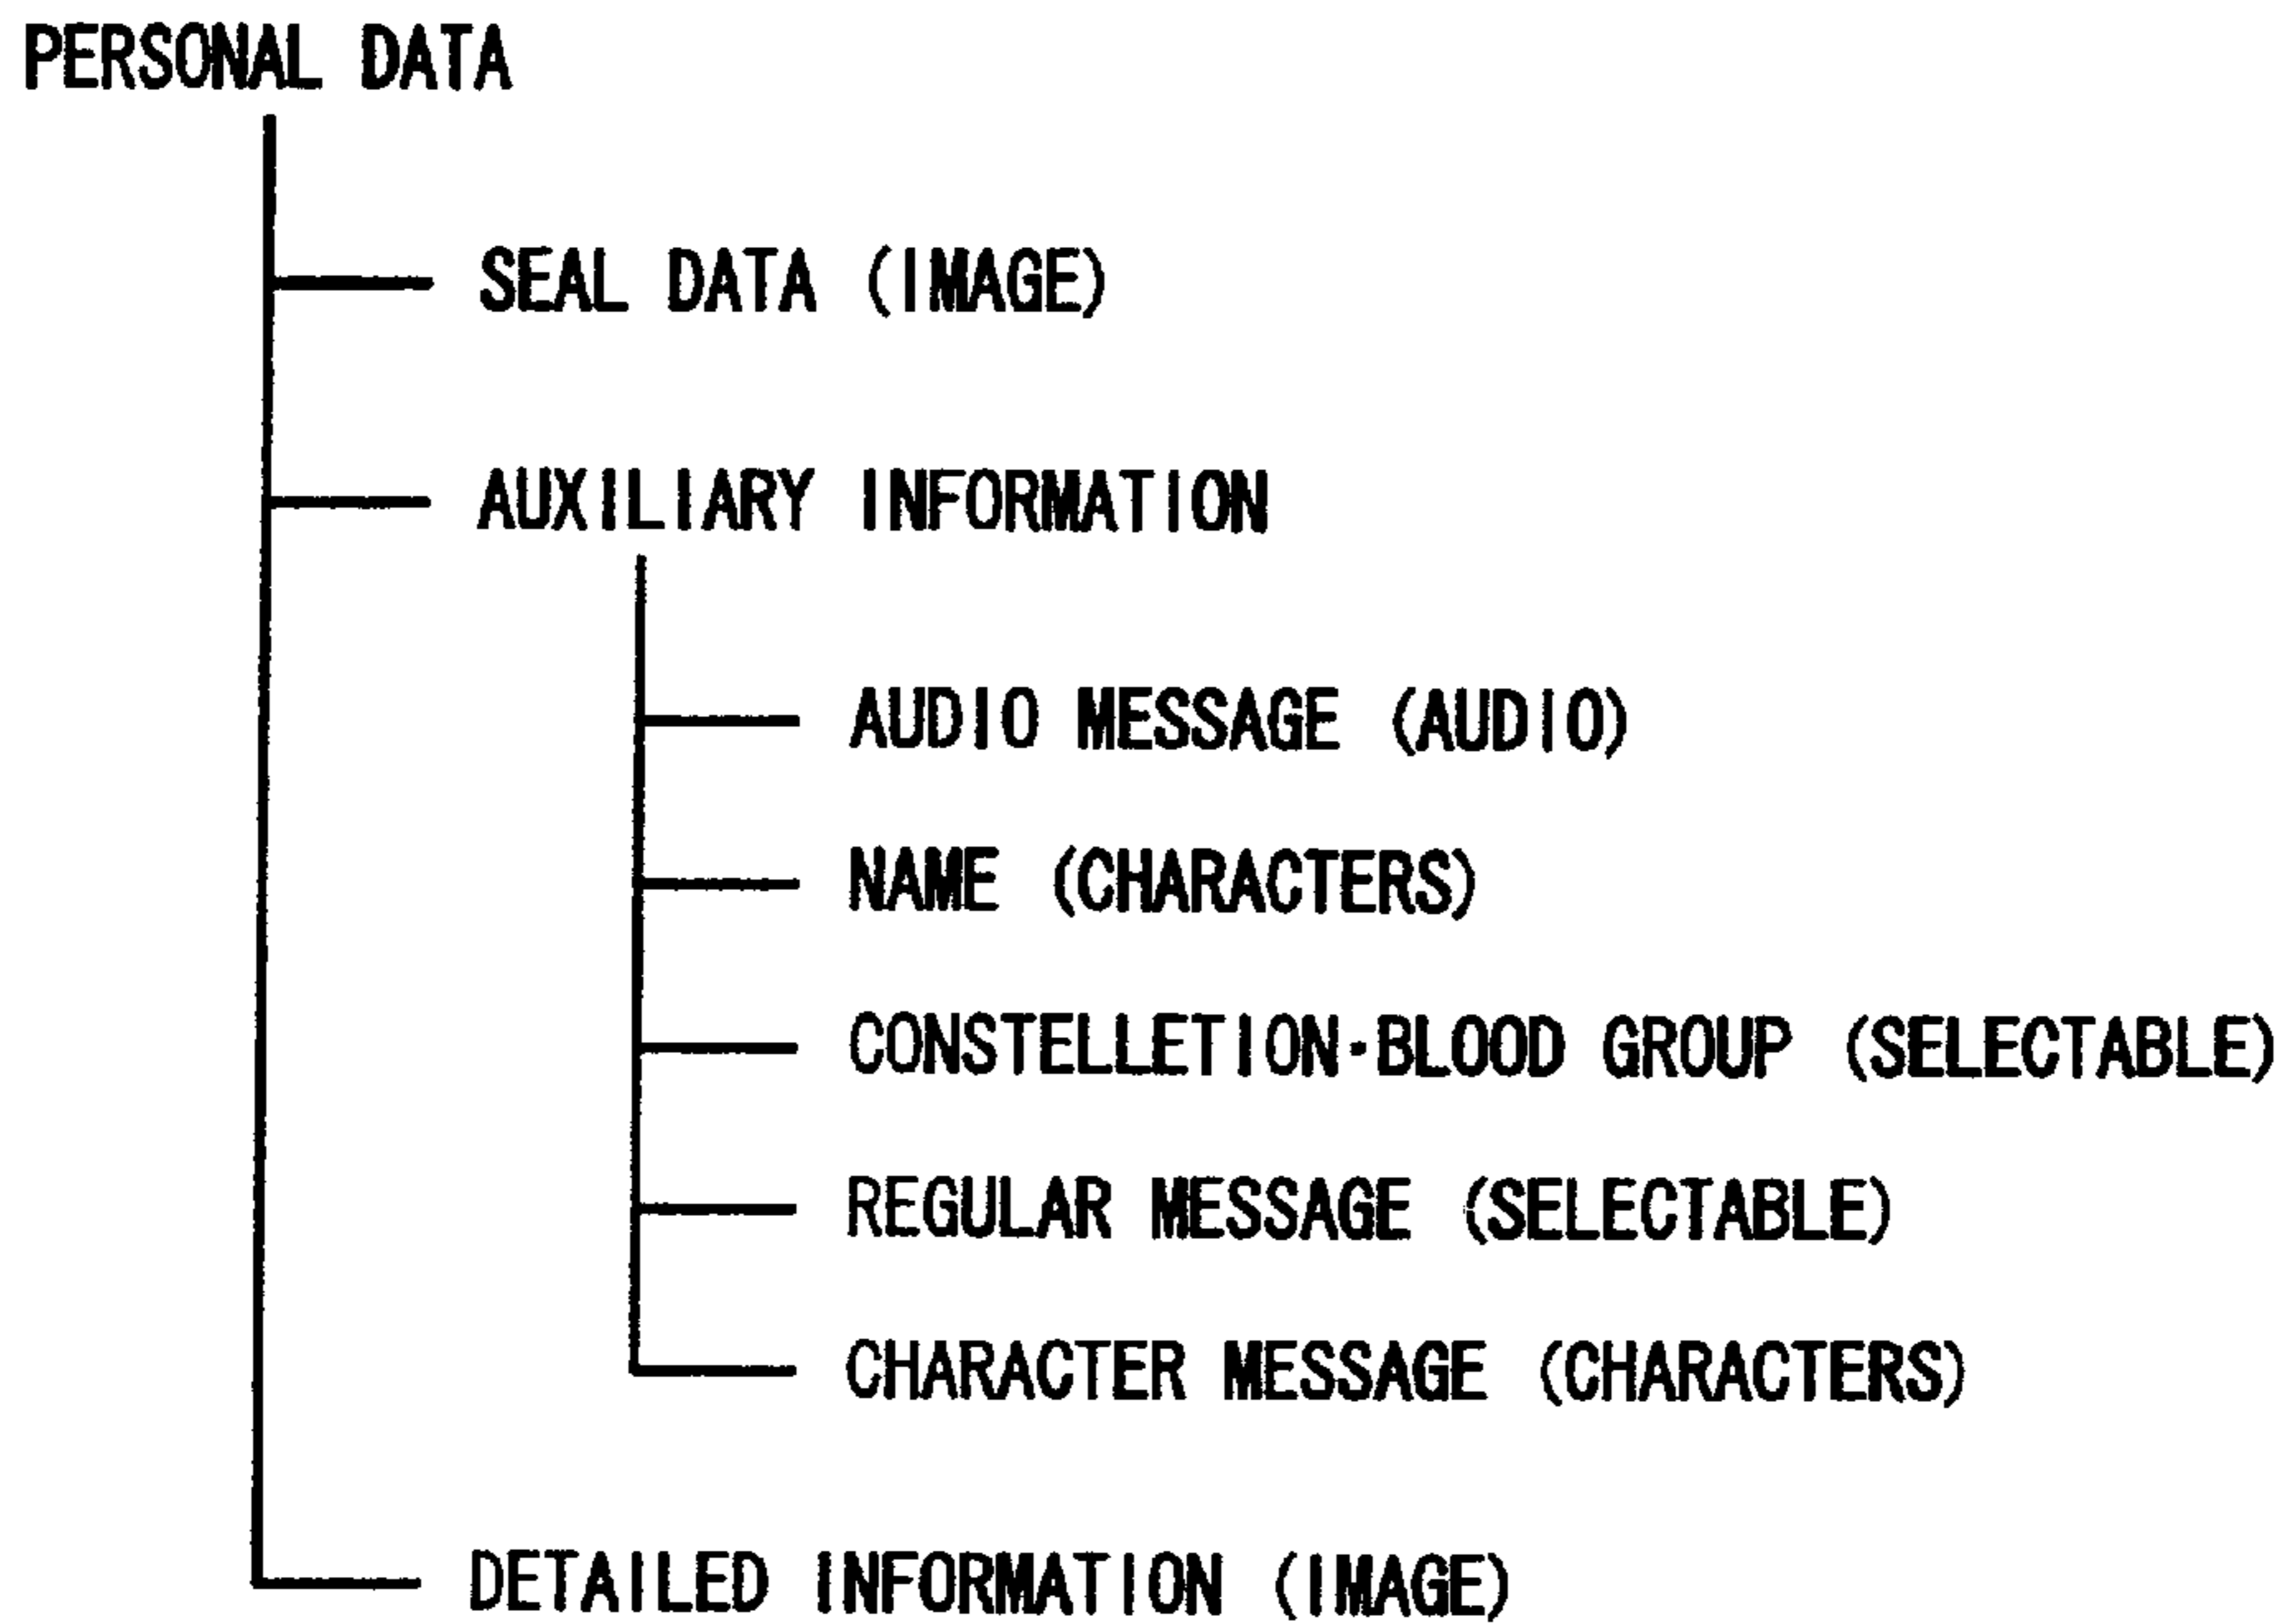 PERSONAL DATA
SEAL DATA (IMAGE)
AUXILIARY INFORMATION
AUDIO MESSAGE (AUDIO)
NAME (CHARACTERS)
CONSTELLETION·BLOOD GROUP (SELECTABLE)
REGULAR MESSAGE (SELECTABLE)
CHARACTER MESSAGE (CHARACTERS)
DETAILED INFORMATION (IMAGE)